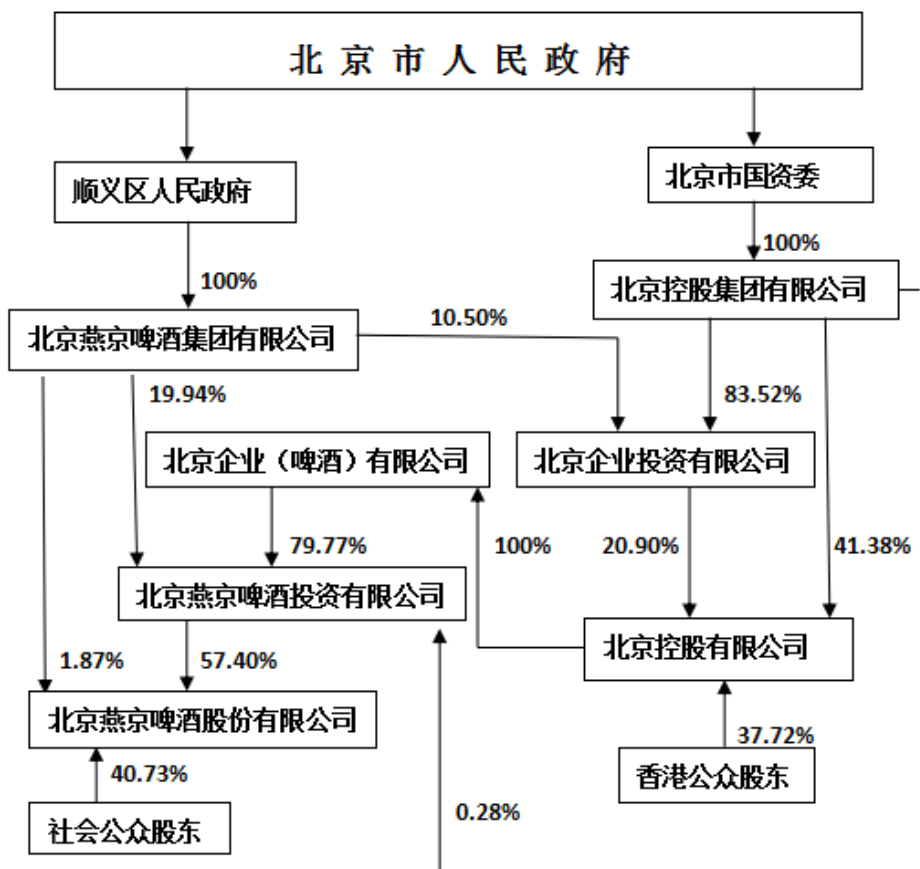 北京市人民政府
顺义区人民政府
北京市国资委
100%
100%
北京控股集团有限公司
北京燕京啤酒集团有限公司
10.50%
19.94%
83.52%
北京企业（啤酒）有限公司
北京企业投资有限公司
79.77%
100%
20.90%
41.38%
北京燕京啤酒投资有限公司
北京控股有限公司
1.87%
57.40%
北京燕京啤酒股份有限公司
37.72%
40.73%
香港公众股东
0.28%
社会公众股东